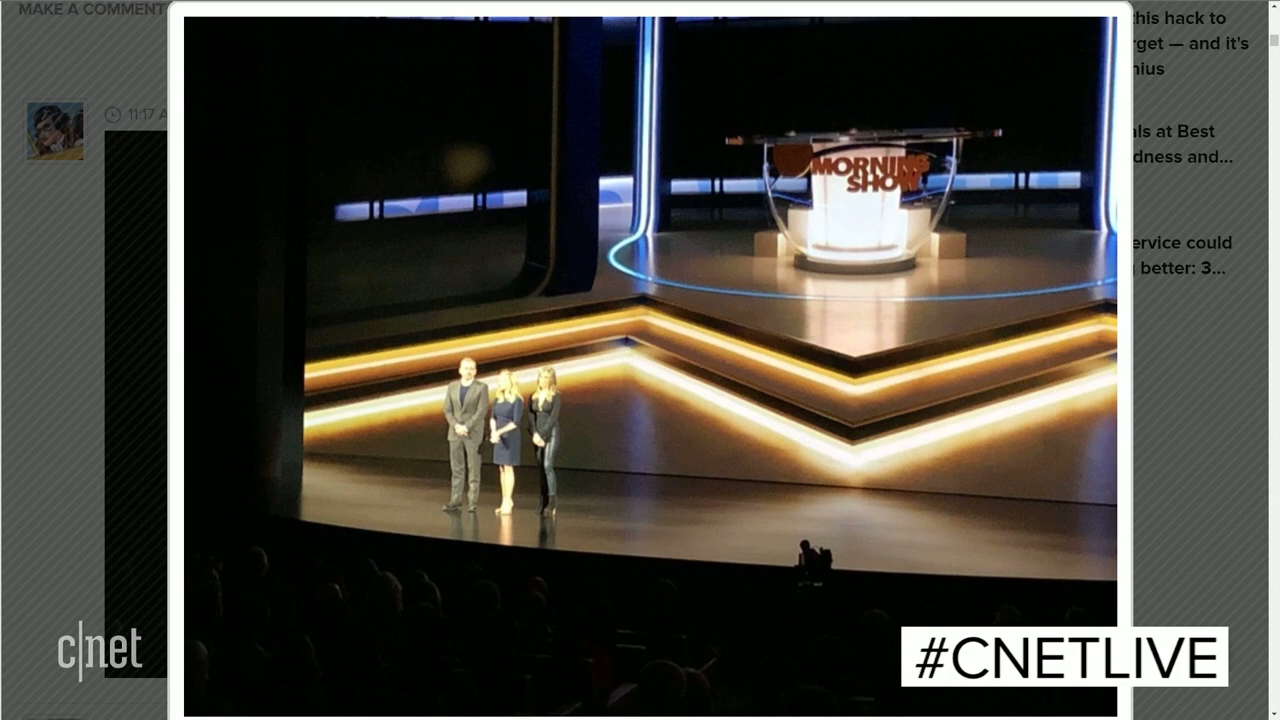 MAKE A COMMENT
11:17 A
MORNING
SHOW
this hack to
rget — and it's
nius
als at Best
dness and...
ervice could
better: 3...
c|net
#CNETLIVE